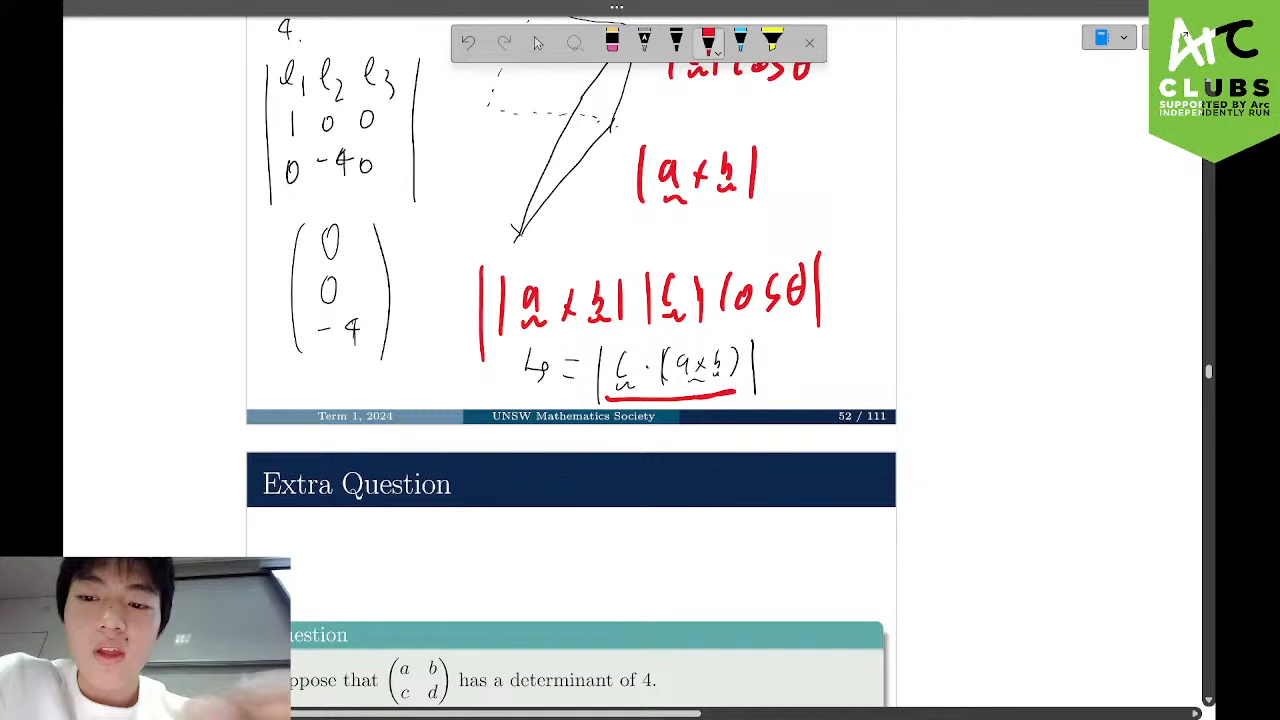 4.
e₁ e₂ e₃
1 0 0
0 -4 0
0
0
-4
cos θ
|a × b|
||a × b| |c| cos θ|
↳ = |c · (a × b)|
Term 1, 2024 UNSW Mathematics Society 52 / 111
Extra Question
uestion
ppose that (a b
c d) has a determinant of 4.
Arc
CLUBS
SUPPORTED BY Arc
INDEPENDENTLY RUN